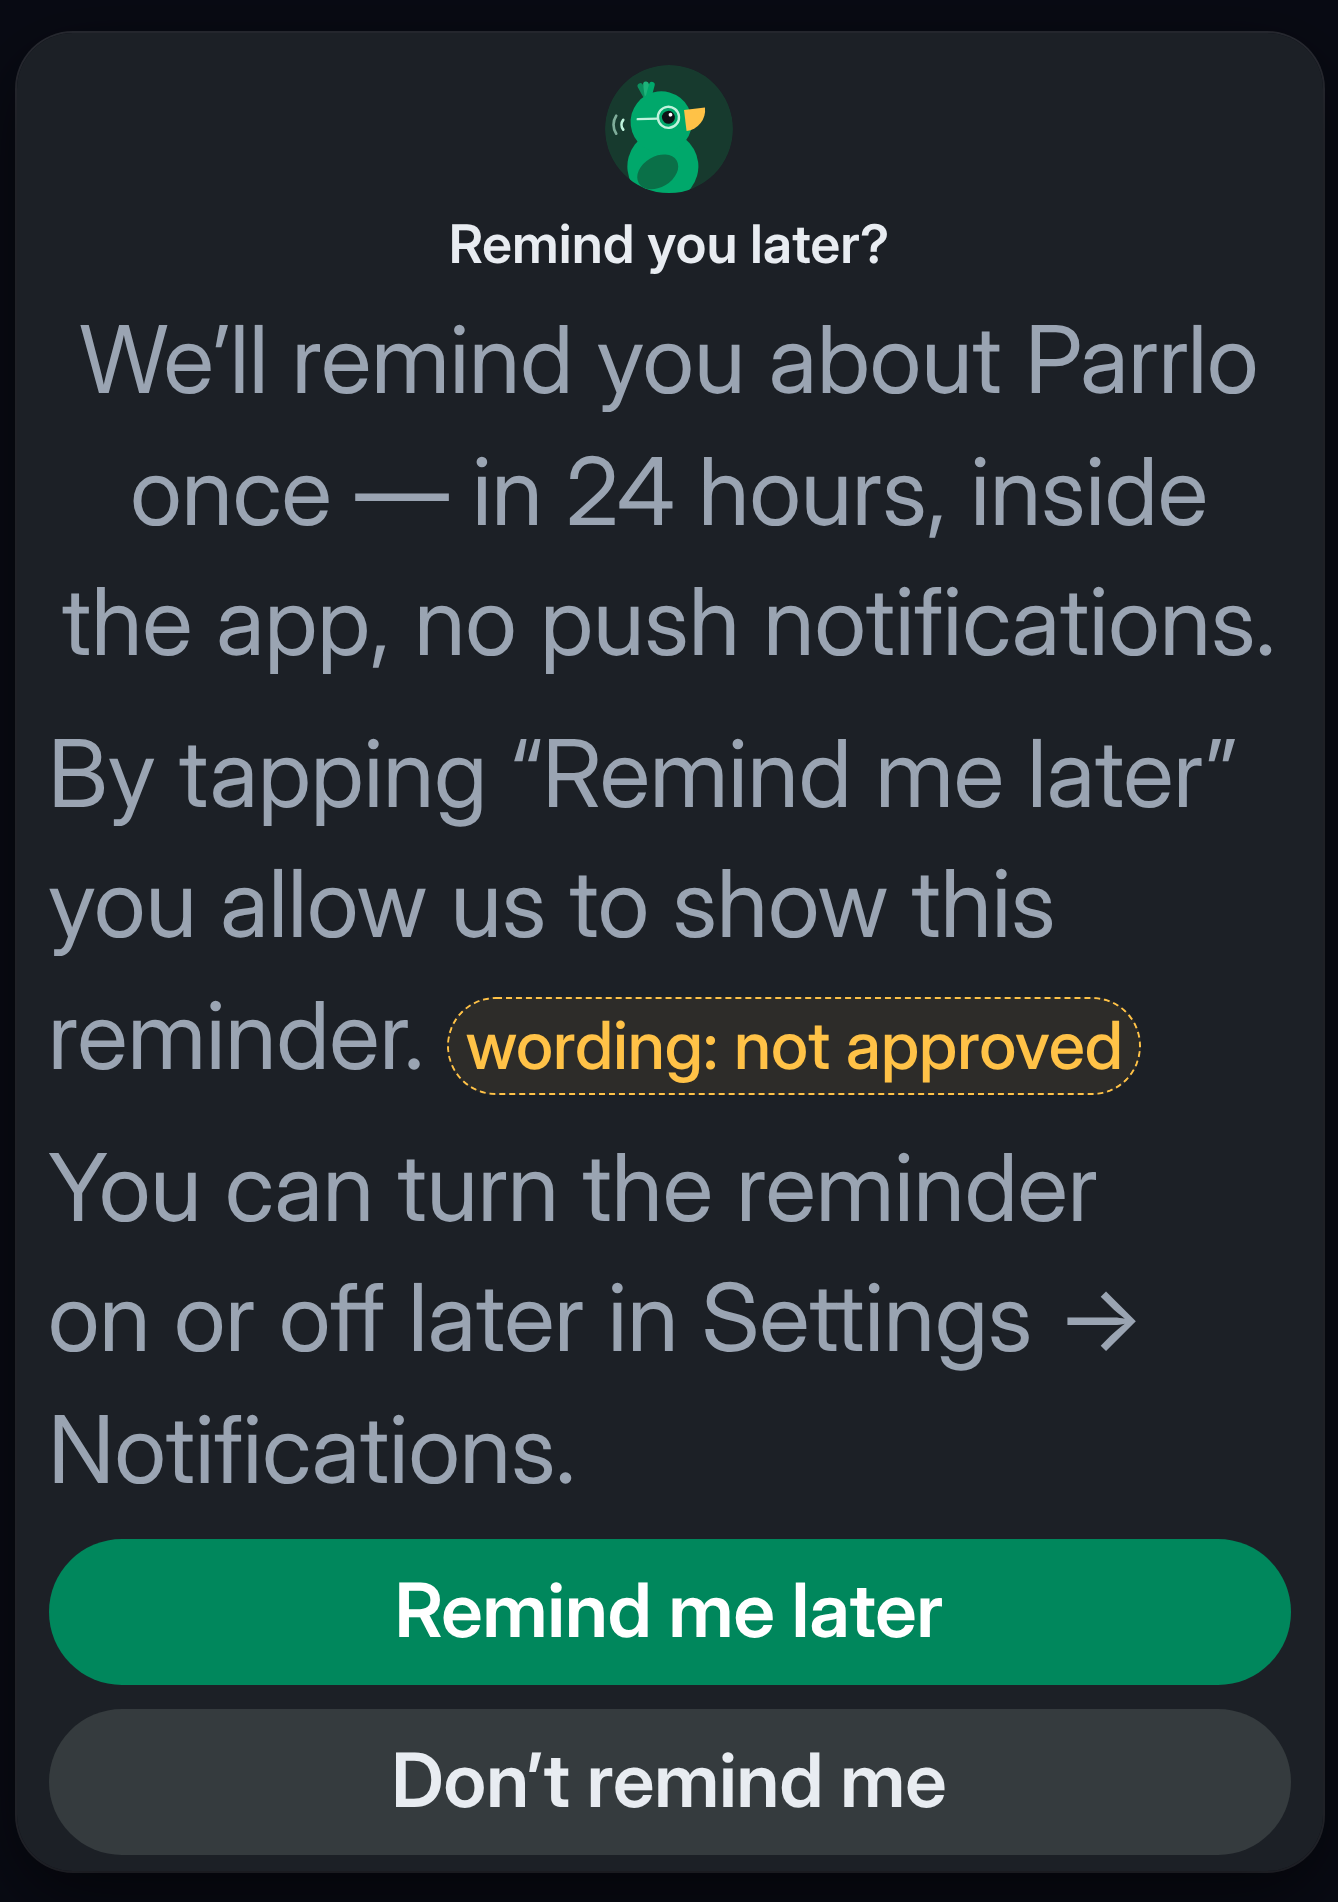 Remind you later?
We’ll remind you about Parrlo
once — in 24 hours, inside
the app, no push notifications.
By tapping “Remind me later”
you allow us to show this
reminder. wording: not approved
You can turn the reminder
on or off later in Settings →
Notifications.
Remind me later
Don’t remind me